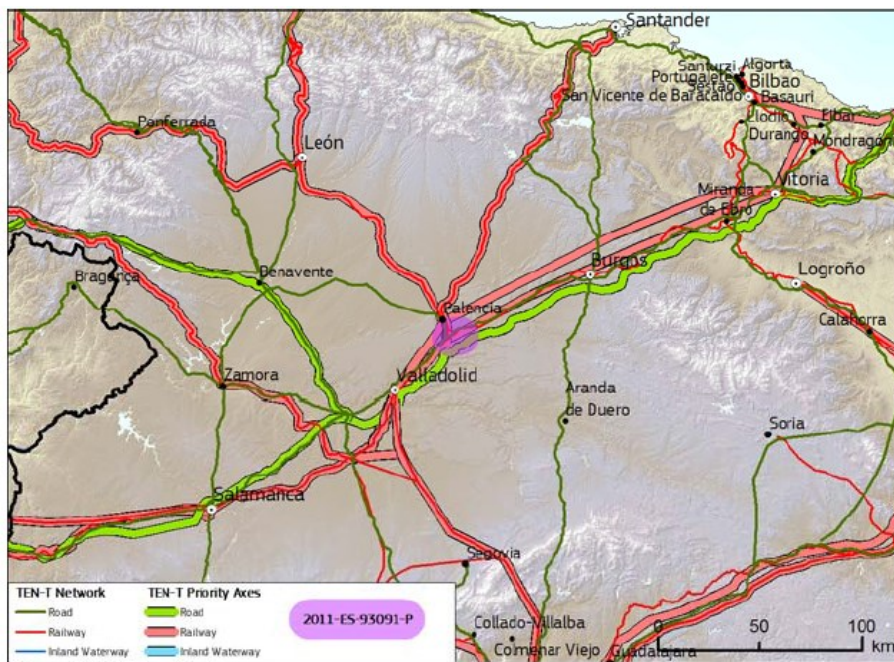 Santander
Santurzi Algorta
Portugalete Bilbao
Sestao
San Vicente de Baracaldo Basauri
Llodio Eibar
Durango
Mondragón
Ponferrada
León
Vitoria
Miranda
de Ebro
Burgos
Logroño
Bragança
Benavente
Palencia
Calahorra
Zamora
Valladolid
Aranda
de Duero
Soria
Salamanca
Segovia
Collado-Villalba
Colmenar Viejo
Guadalajara
TEN-T Network TEN-T Priority Axes
Road Road
Railway Railway
Inland Waterway Inland Waterway
2011-ES-93091-P
0 50 100
km